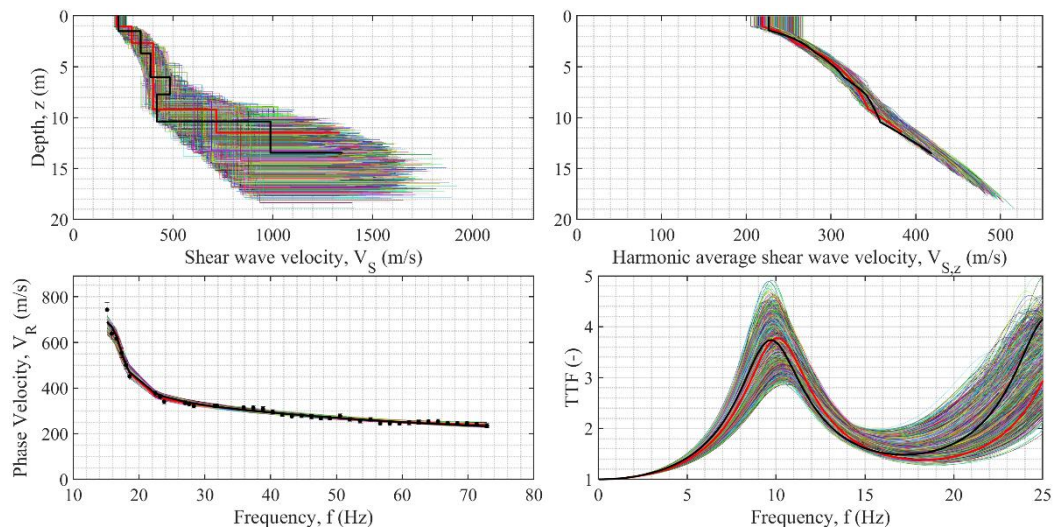 0
5
10
15
20
Depth, z (m)
0 500 1000 1500 2000
Shear wave velocity, V_S (m/s)
0
5
10
15
20
0 100 200 300 400 500
Harmonic average shear wave velocity, V_S,z (m/s)
800
600
400
200
0
Phase Velocity, V_R (m/s)
10 20 30 40 50 60 70 80
Frequency, f (Hz)
5
4
3
2
1
TTF (-)
0 5 10 15 20 25
Frequency, f (Hz)